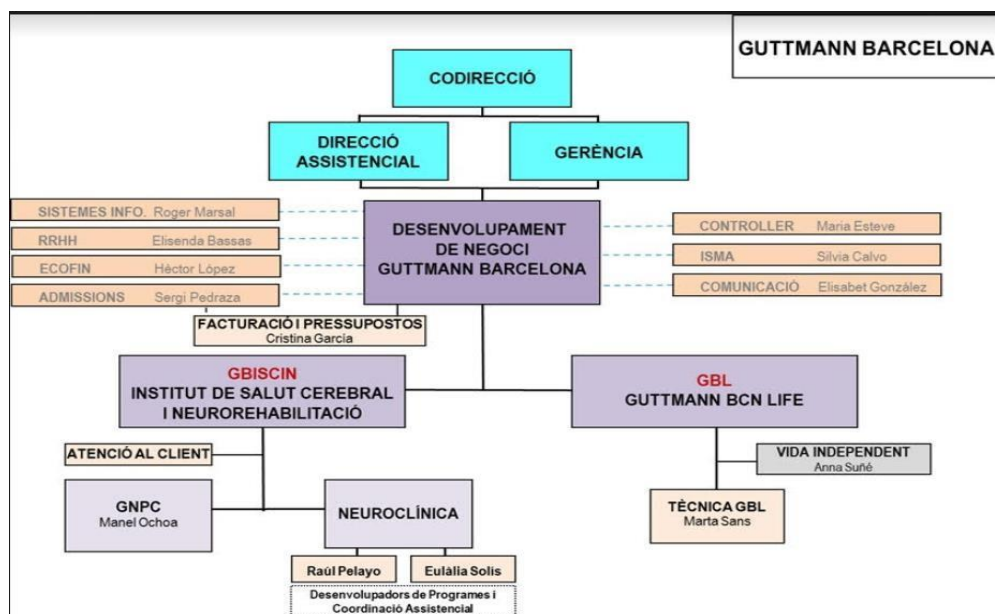 GUTTMANN BARCELONA
CODIRECCIÓ
DIRECCIÓ
ASSISTENCIAL
GERÈNCIA
SISTEMES INFO. Roger Marsal
RRHH Elisenda Bassas
ECOFIN Hèctor López
ADMISSIONS Sergi Pedraza
DESENVOLUPAMENT
DE NEGOCI
GUTTMANN BARCELONA
CONTROLLER Maria Esteve
ISMA Silvia Calvo
COMUNICACIÓ Elisabet González
FACTURACIÓ I PRESSUPOSTOS
Cristina Garcia
GBISCIN
INSTITUT DE SALUT CEREBRAL
I NEUROREHABILITACIÓ
GBL
GUTTMANN BCN LIFE
ATENCIÓ AL CLIENT
VIDA INDEPENDENT
Anna Suñé
GNPC
Manel Ochoa
NEUROCLÍNICA
TÈCNICA GBL
Marta Sans
Raúl Pelayo
Eulàlia Solís
Desenvolupadors de Programes i
Coordinació Assistencial